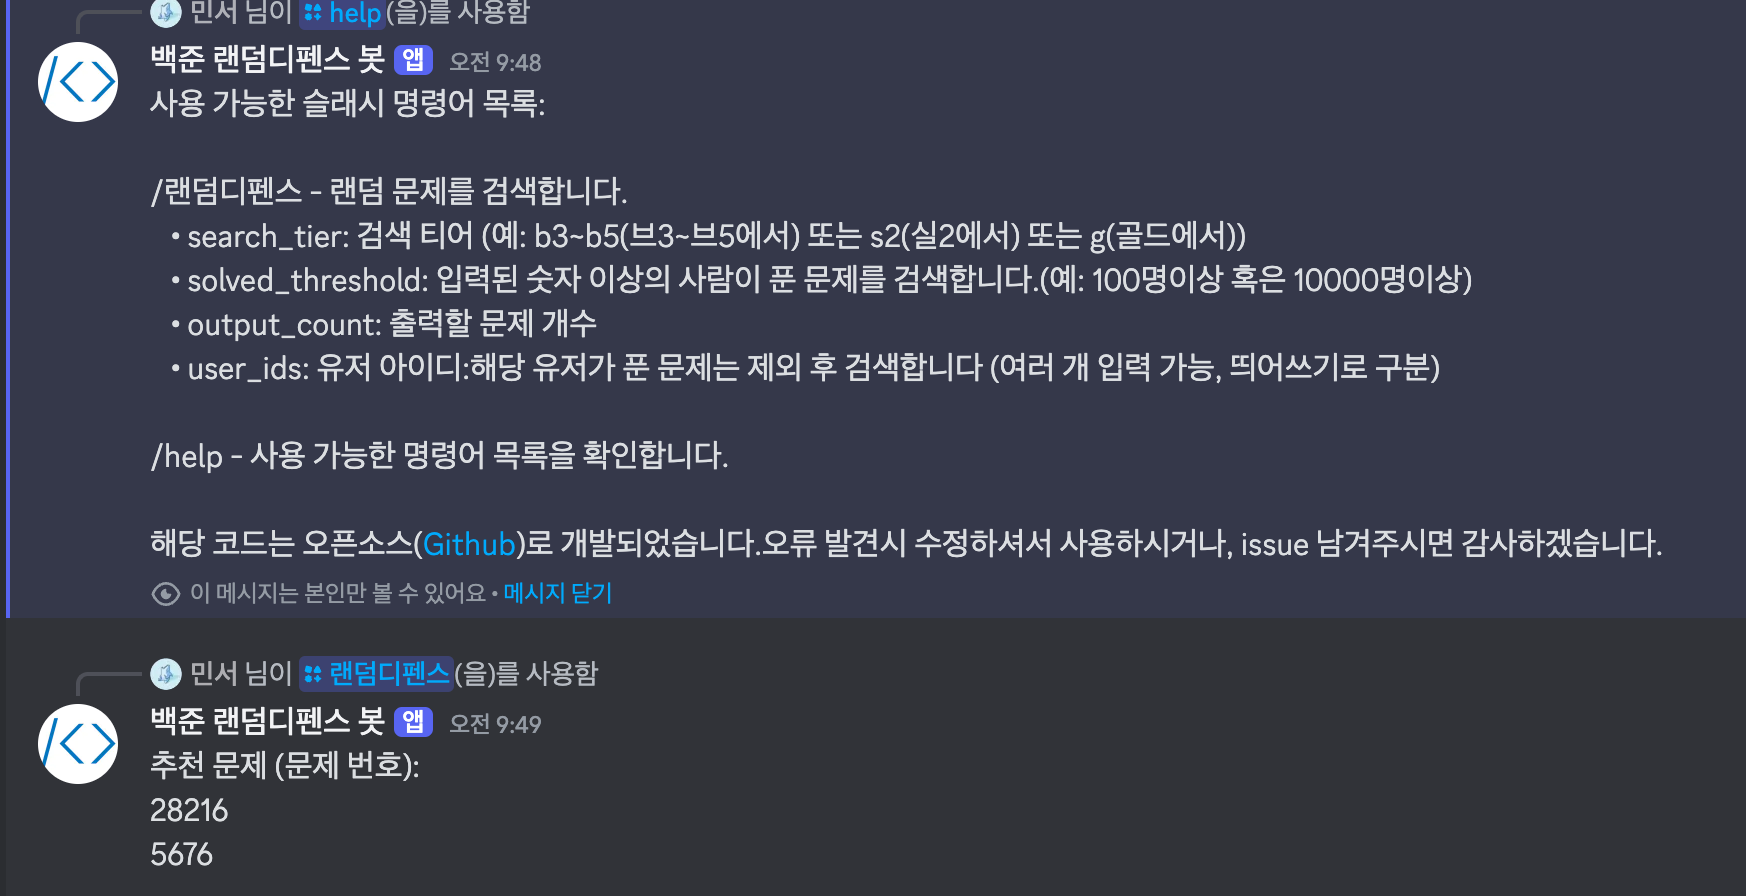 민서 님이 help(을)를 사용함
백준 랜덤디펜스 봇 앱 오전 9:48
사용 가능한 슬래시 명령어 목록:
/랜덤디펜스 - 랜덤 문제를 검색합니다.
• search_tier: 검색 티어 (예: b3~b5(브3~브5에서) 또는 s2(실2에서) 또는 g(골드에서))
• solved_threshold: 입력된 숫자 이상의 사람이 푼 문제를 검색합니다.(예: 100명이상 혹은 10000명이상)
• output_count: 출력할 문제 개수
• user_ids: 유저 아이디:해당 유저가 푼 문제는 제외 후 검색합니다 (여러 개 입력 가능, 띄어쓰기로 구분)
/help - 사용 가능한 명령어 목록을 확인합니다.
해당 코드는 오픈소스(Github)로 개발되었습니다.오류 발견시 수정하셔서 사용하시거나, issue 남겨주시면 감사하겠습니다.
이 메시지는 본인만 볼 수 있어요 • 메시지 닫기
민서 님이 랜덤디펜스(을)를 사용함
백준 랜덤디펜스 봇 앱 오전 9:49
추천 문제 (문제 번호):
28216
5676